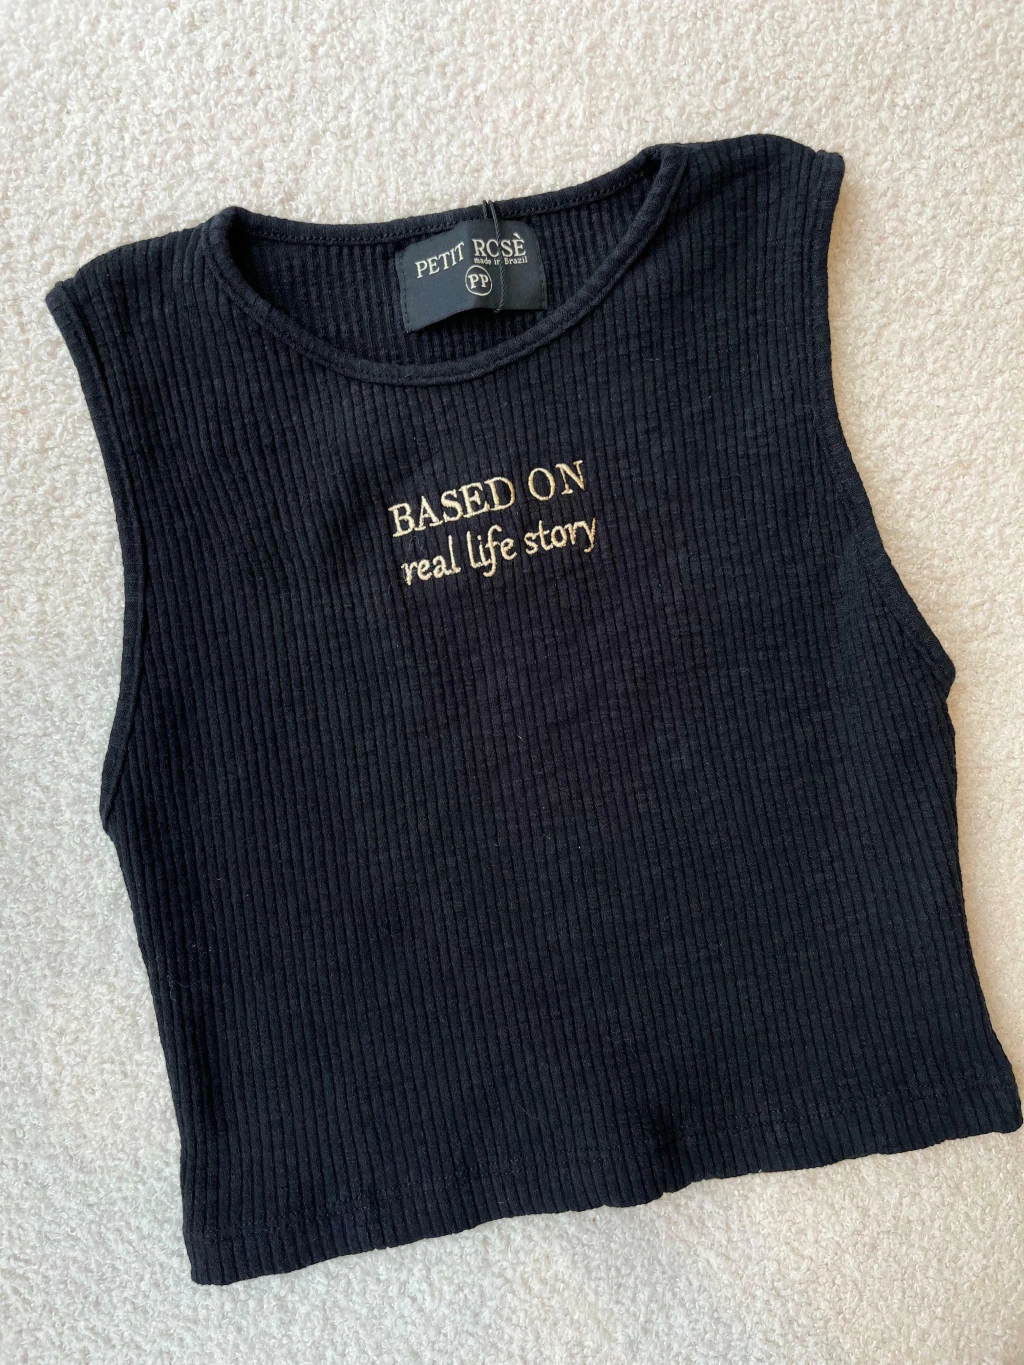 PETIT ROSÈ
made in Brazil
PP
BASED ON
real life story